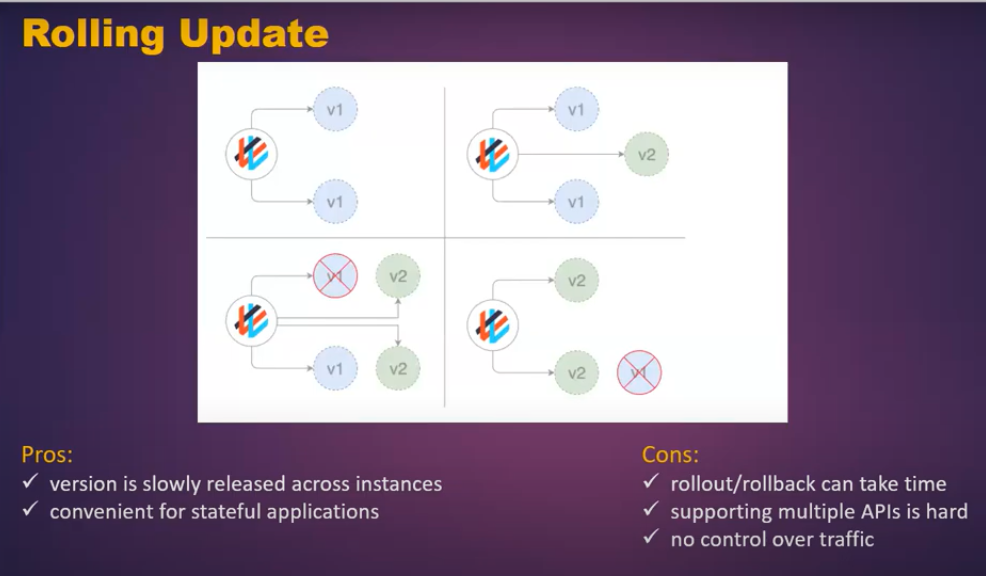 Rolling Update
v1
v1
v1
v2
v1
v1
v2
v1
v2
v2
v2
v1
Pros:
✓ version is slowly released across instances
✓ convenient for stateful applications
Cons:
✓ rollout/rollback can take time
✓ supporting multiple APIs is hard
✓ no control over traffic